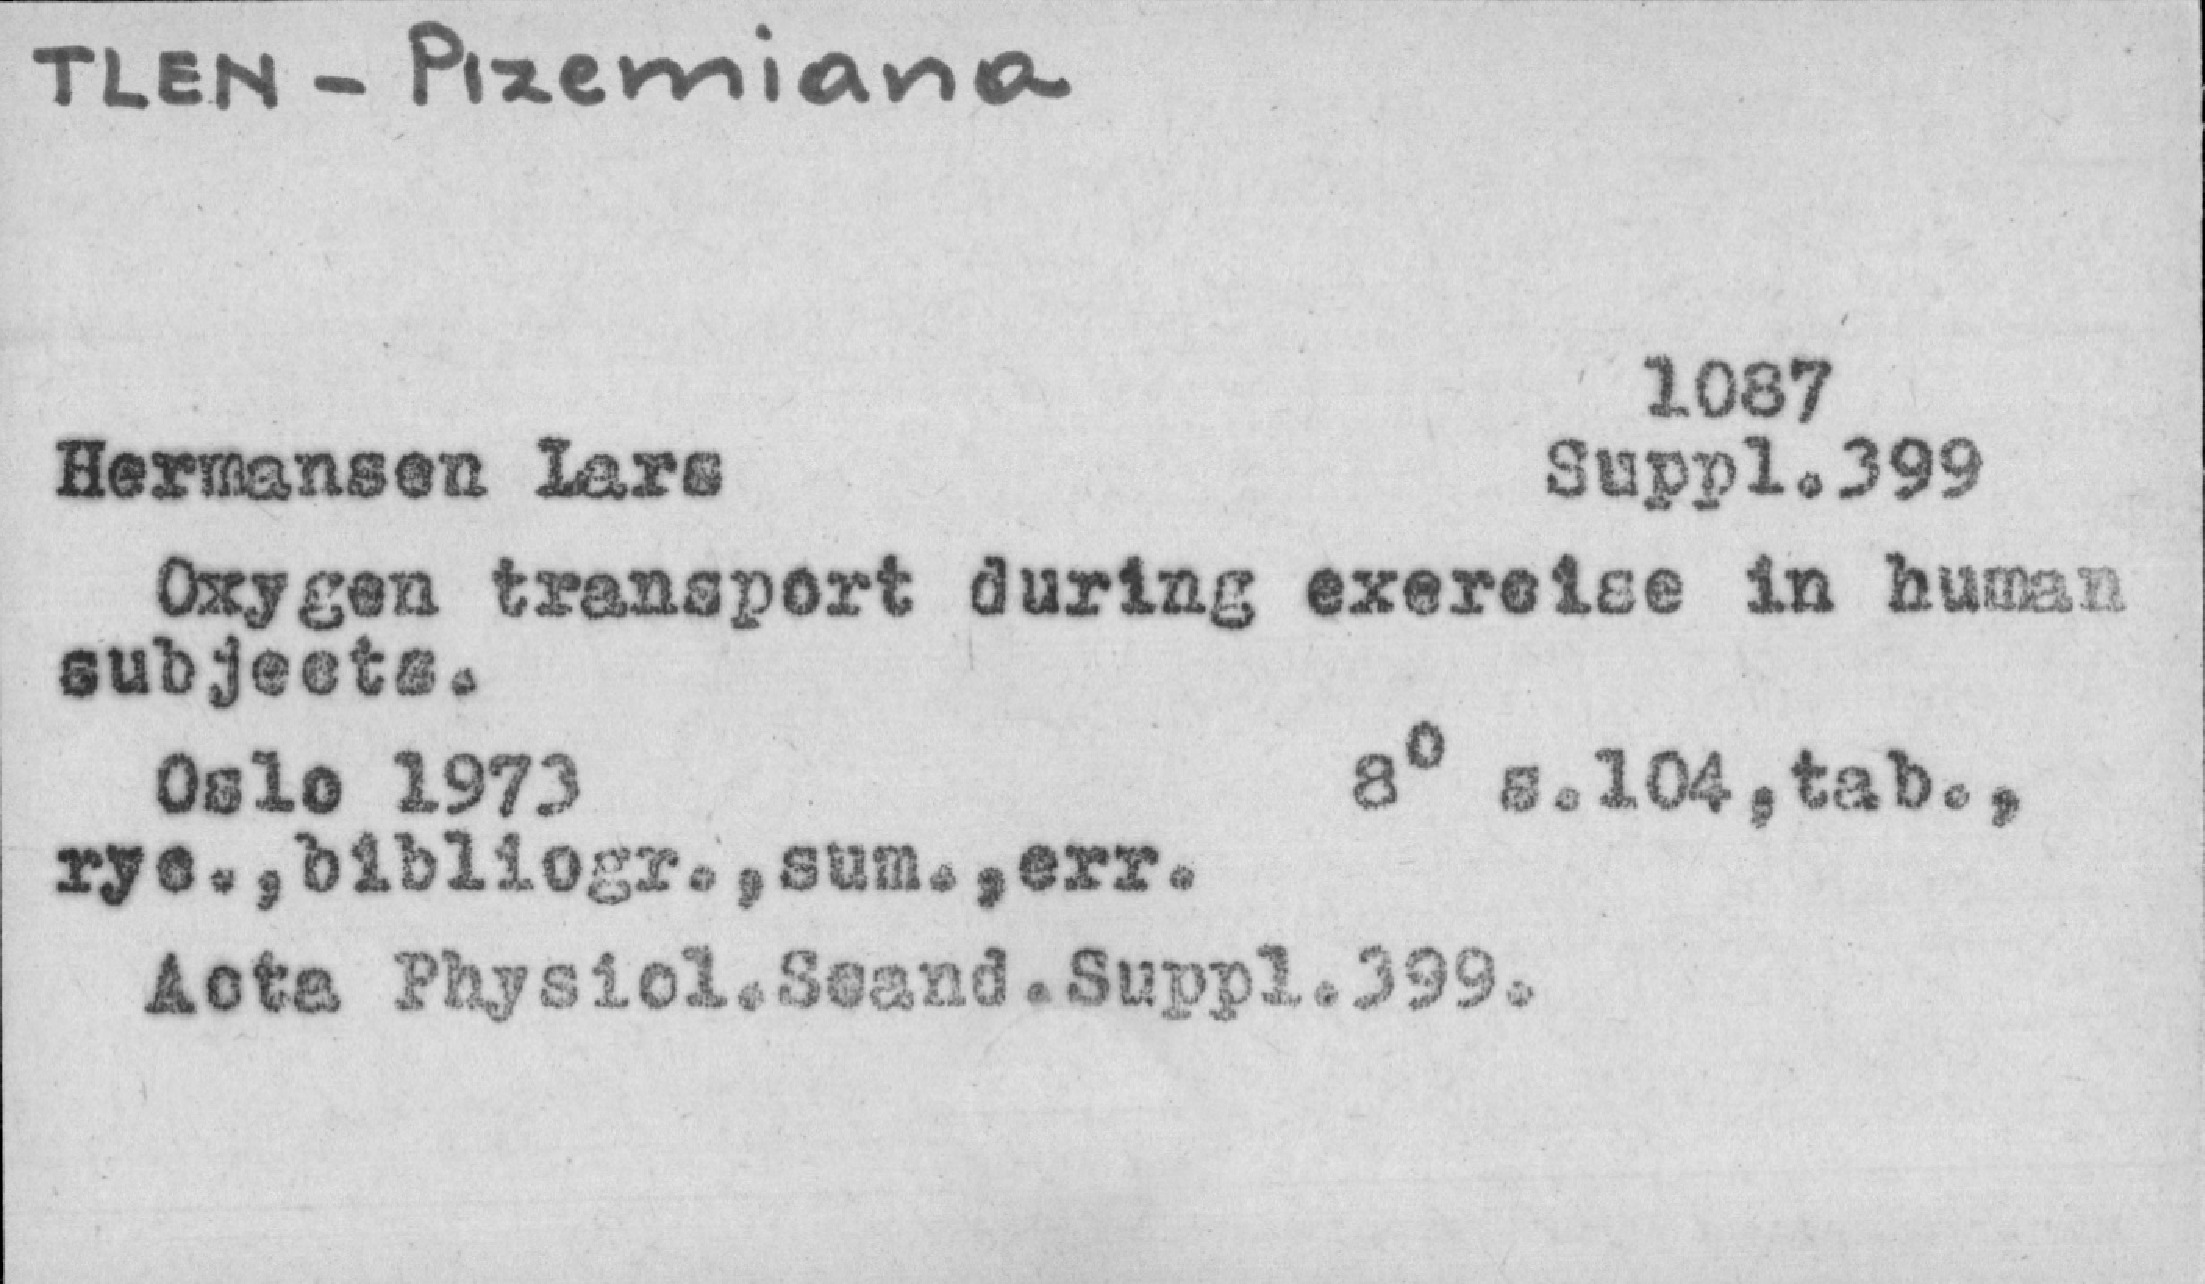 TLEN - Przemiana
1087
Hermansen Lars Suppl.399
Oxygen transport during exercise in human
subjects.
Oslo 1973 8° s.104,tab.,
ryc.,bibliogr.,sum.,err.
Acta Physiol.Scand.Suppl.399.